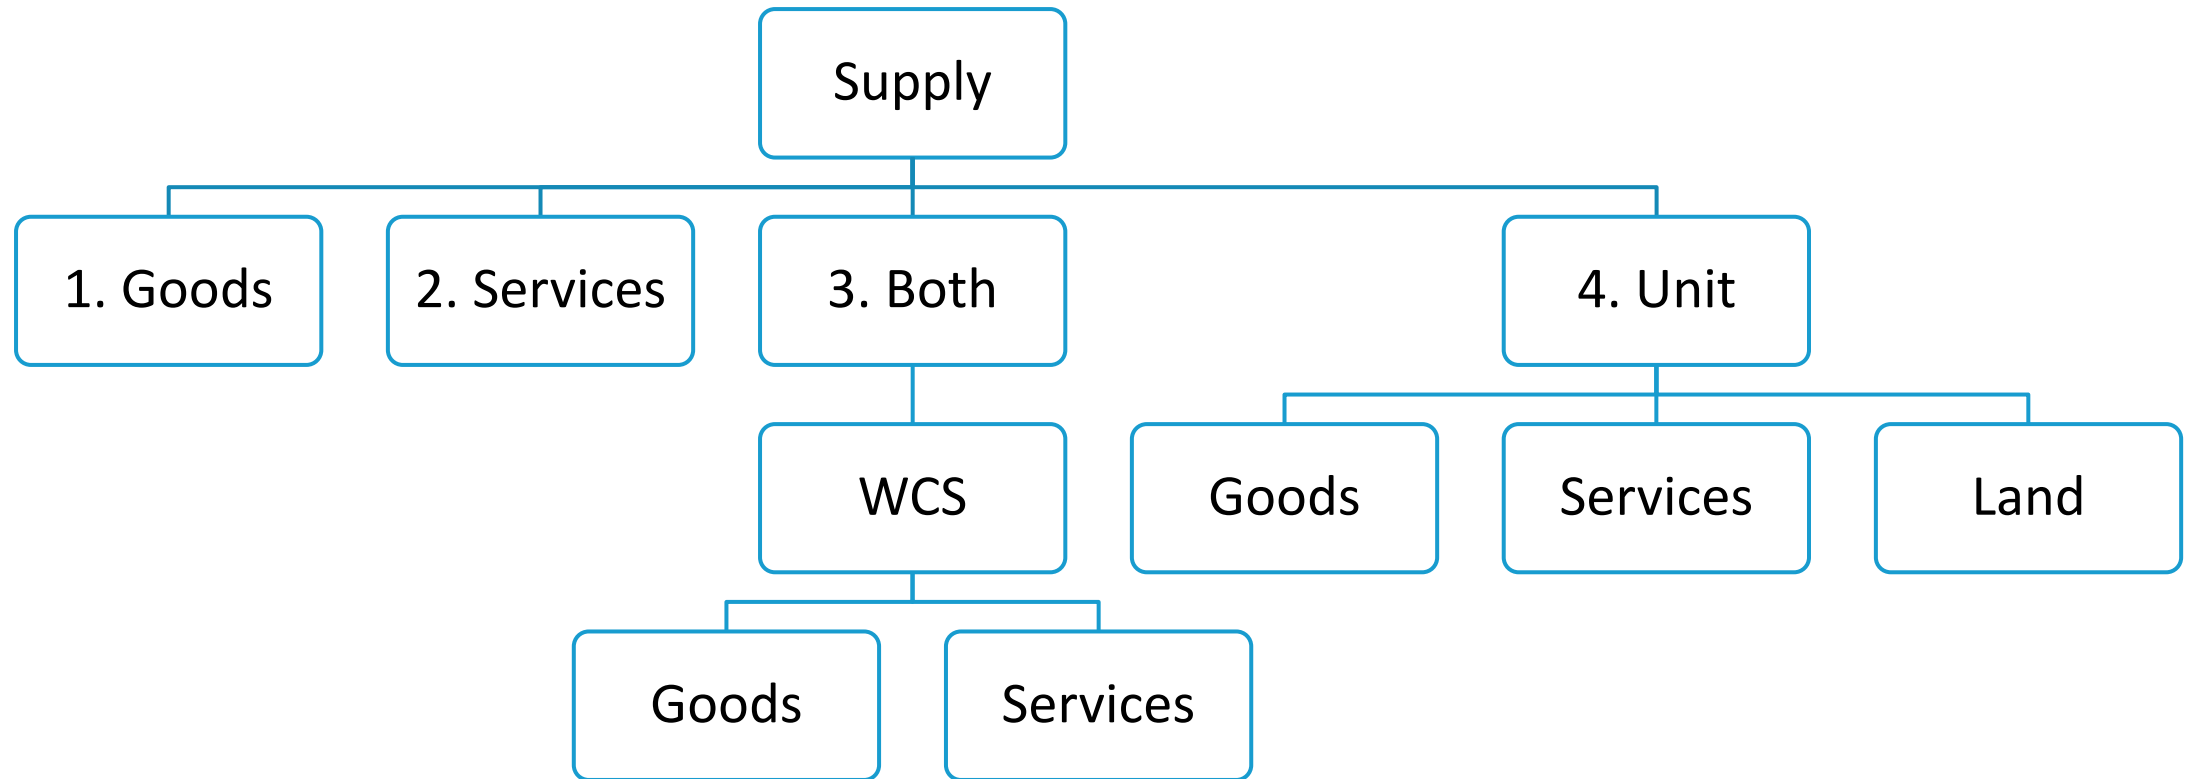 Supply
1. Goods
2. Services
3. Both
4. Unit
WCS
Goods
Services
Land
Goods
Services